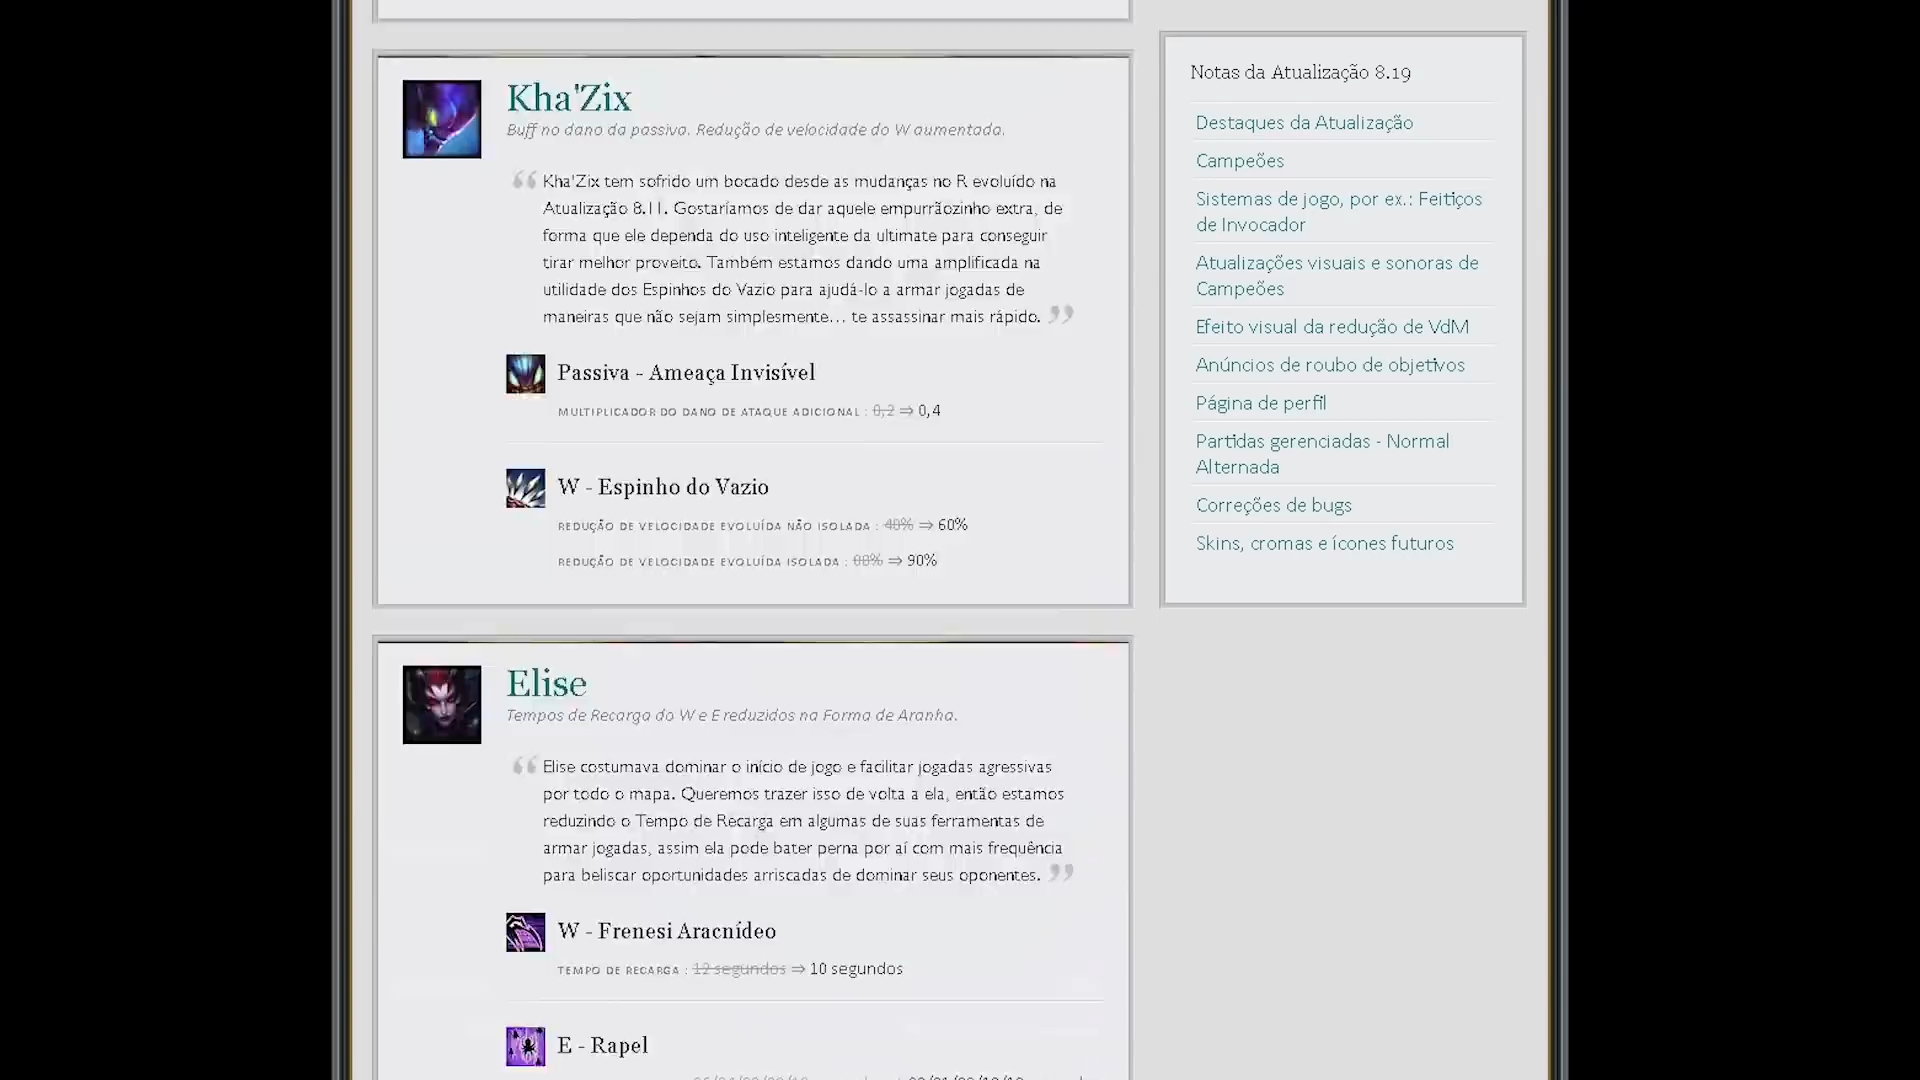 Kha'Zix
Buff no dano da passiva. Redução de velocidade do W aumentada.
Kha'Zix tem sofrido um bocado desde as mudanças no R evoluído na
Atualização 8.11. Gostaríamos de dar aquele empurrãozinho extra, de
forma que ele dependa do uso inteligente da ultimate para conseguir
tirar melhor proveito. Também estamos dando uma amplificada na
utilidade dos Espinhos do Vazio para ajudá-lo a armar jogadas de
maneiras que não sejam simplesmente... te assassinar mais rápido.
Passiva - Ameaça Invisível
MULTIPLICADOR DO DANO DE ATAQUE ADICIONAL : 0,2 ⇒ 0,4
W - Espinho do Vazio
REDUÇÃO DE VELOCIDADE EVOLUÍDA NÃO ISOLADA : 40% ⇒ 60%
REDUÇÃO DE VELOCIDADE EVOLUÍDA ISOLADA : ⇒ 90%
Elise
Tempos de Recarga do W e E reduzidos na Forma de Aranha.
Elise costumava dominar o início de jogo e facilitar jogadas agressivas
por todo o mapa. Queremos trazer isso de volta a ela, então estamos
reduzindo o Tempo de Recarga em algumas de suas ferramentas de
armar jogadas, assim ela pode bater perna por aí com mais frequência
para beliscar oportunidades arriscadas de dominar seus oponentes.
W - Frenesi Aracnídeo
TEMPO DE RECARGA : 12 segundos ⇒ 10 segundos
E - Rapel
Notas da Atualização 8.19
Destaques da Atualização
Campeões
Sistemas de jogo, por ex.: Feitiços
de Invocador
Atualizações visuais e sonoras de
Campeões
Efeito visual da redução de VdM
Anúncios de roubo de objetivos
Página de perfil
Partidas gerenciadas - Normal
Alternada
Correções de bugs
Skins, cromas e ícones futuros